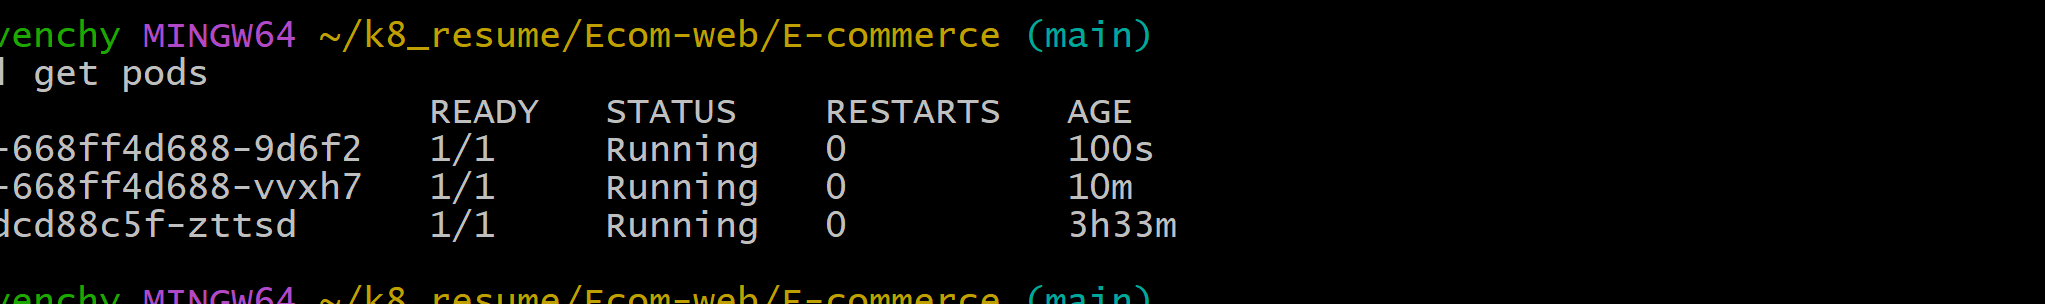 venchy MINGW64 ~/k8_resume/Ecom-web/E-commerce (main)
get pods
READY STATUS RESTARTS AGE
-668ff4d688-9d6f2 1/1 Running 0 100s
-668ff4d688-vvxh7 1/1 Running 0 10m
dcd88c5f-zttsd 1/1 Running 0 3h33m
venchy MINGW64 ~/k8_resume/Ecom-web/E-commerce (main)